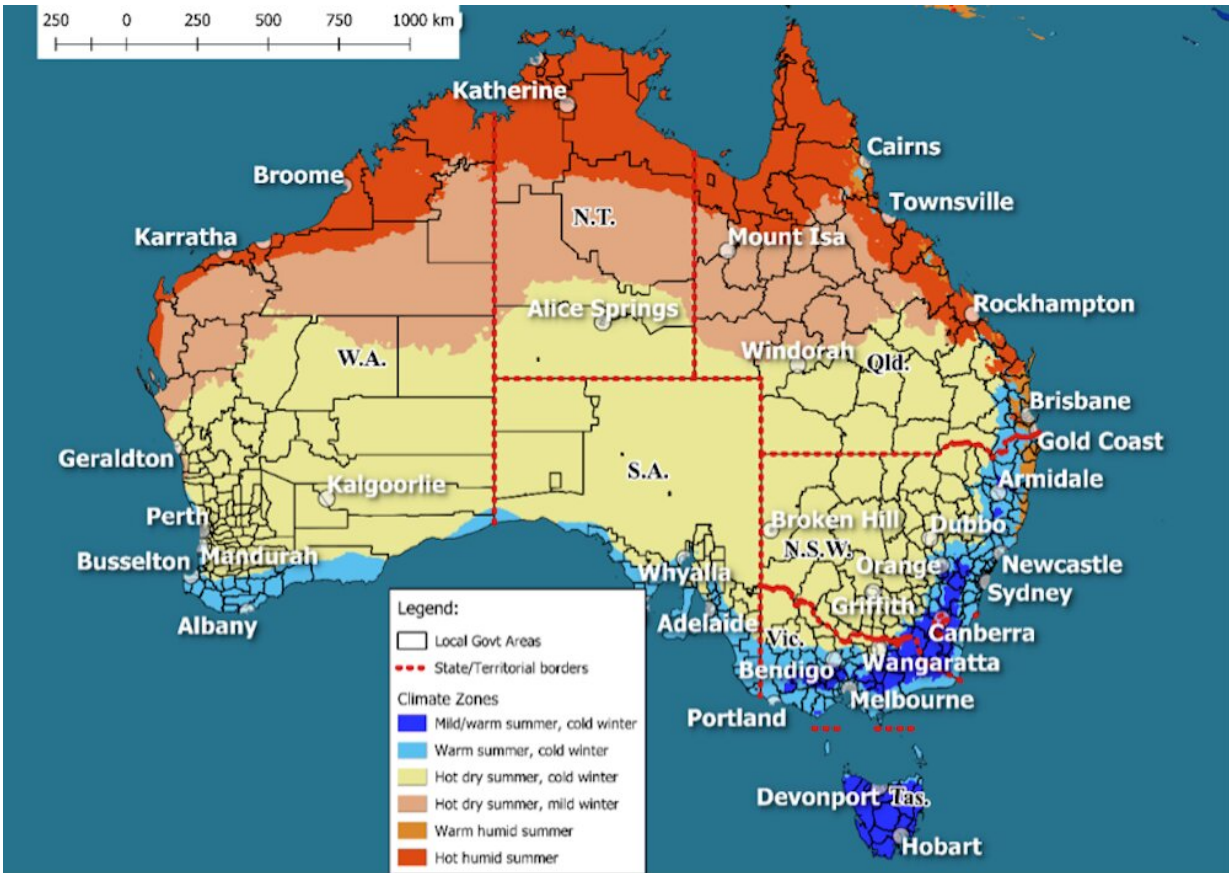 250 0 250 500 750 1000 km
Katherine
Cairns
Broome
Townsville
N.T.
Karratha
Mount Isa
Alice Springs
Rockhampton
W.A.
Windorah
Qld.
Brisbane
Gold Coast
Geraldton
S.A.
Kalgoorlie
Armidale
Perth
Broken Hill
Dubbo
N.S.W.
Busselton
Mandurah
Whyalla
Orange
Newcastle
Sydney
Griffith
Albany
Adelaide
Canberra
Vic.
Bendigo
Wangaratta
Melbourne
Portland
Devonport
Tas.
Hobart
Legend:
Local Govt Areas
State/Territorial borders
Climate Zones
Mild/warm summer, cold winter
Warm summer, cold winter
Hot dry summer, cold winter
Hot dry summer, mild winter
Warm humid summer
Hot humid summer